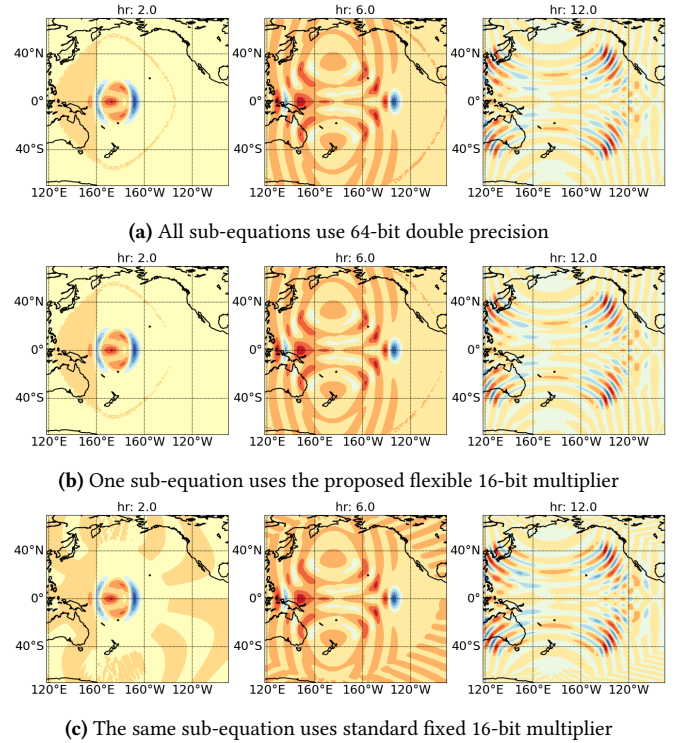 hr: 2.0 hr: 6.0 hr: 12.0
40°N
0°
40°S
120°E 160°E 160°W 120°W 120°E 160°E 160°W 120°W 120°E 160°E 160°W 120°W
(a) All sub-equations use 64-bit double precision
hr: 2.0 hr: 6.0 hr: 12.0
40°N
0°
40°S
120°E 160°E 160°W 120°W 120°E 160°E 160°W 120°W 120°E 160°E 160°W 120°W
(b) One sub-equation uses the proposed flexible 16-bit multiplier
hr: 2.0 hr: 6.0 hr: 12.0
40°N
0°
40°S
120°E 160°E 160°W 120°W 120°E 160°E 160°W 120°W 120°E 160°E 160°W 120°W
(c) The same sub-equation uses standard fixed 16-bit multiplier